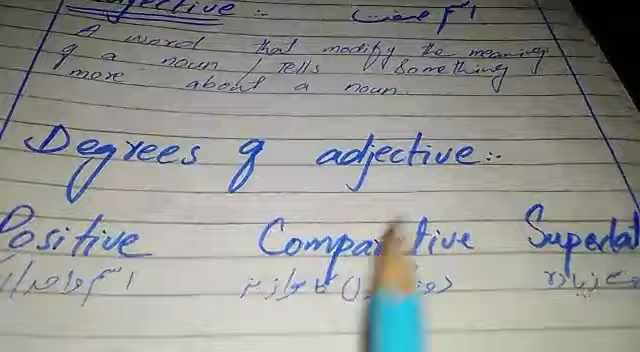 Adjective :- اسم صفت
A word that modify the meaning
of a noun / Tells Something
more about a noun.
Degrees of adjective :-
Positive Comparative Superlat